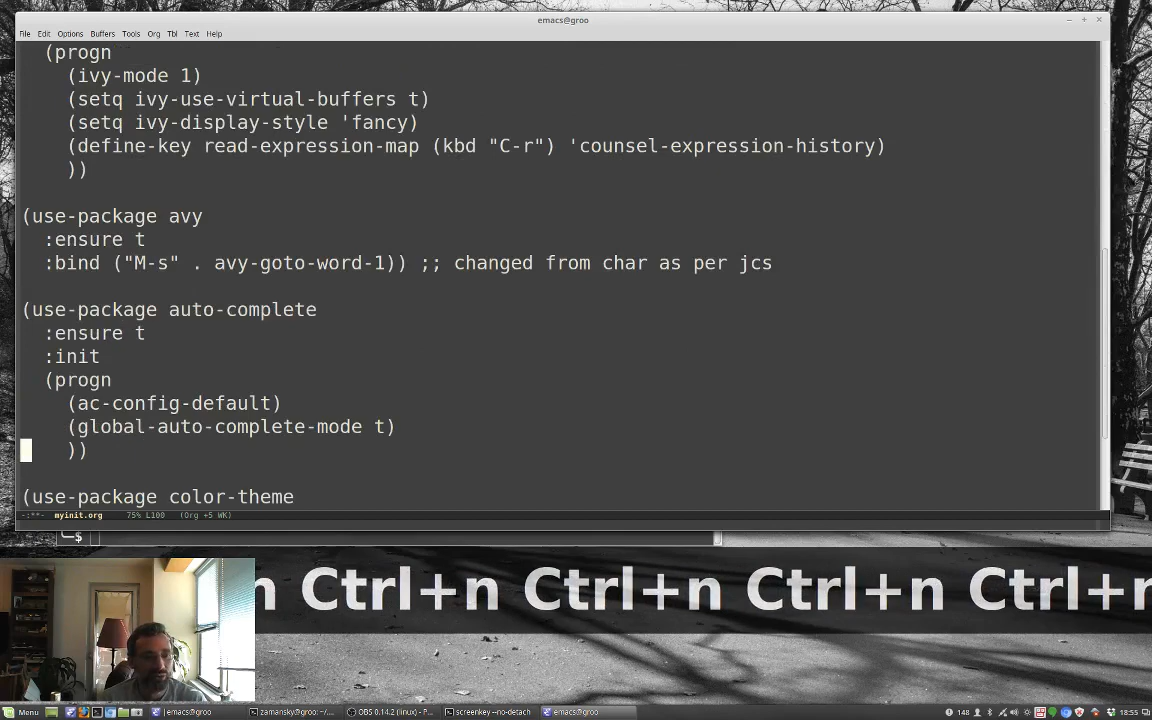 emacs@groo
File Edit Options Buffers Tools Org Tbl Text Help
(progn
(ivy-mode 1)
(setq ivy-use-virtual-buffers t)
(setq ivy-display-style 'fancy)
(define-key read-expression-map (kbd "C-r") 'counsel-expression-history)
))
(use-package avy
:ensure t
:bind ("M-s" . avy-goto-word-1)) ;; changed from char as per jcs
(use-package auto-complete
:ensure t
:init
(progn
(ac-config-default)
(global-auto-complete-mode t)
))
(use-package color-theme
-:**- myinit.org 75% L100 (Org +5 WK)
$
n Ctrl+n Ctrl+n Ctrl+n Ctrl+n
Menu emacs@groo zamansky@groo: ~/... OBS 0.14.2 (linux) - P... screenkey --no-detach emacs@groo 148 18:55